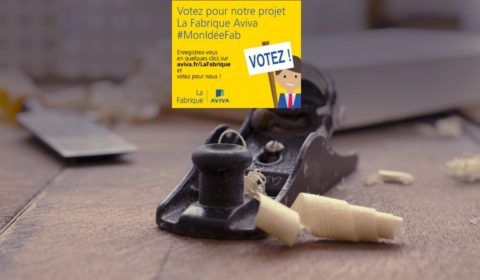 Votez pour notre projet
La Fabrique Aviva
#MonIdéeFab
Enregistrez-vous
en quelques clics sur
aviva.fr/LaFabrique
et
votez pour nous !
VOTEZ !
La
Fabrique
AVIVA